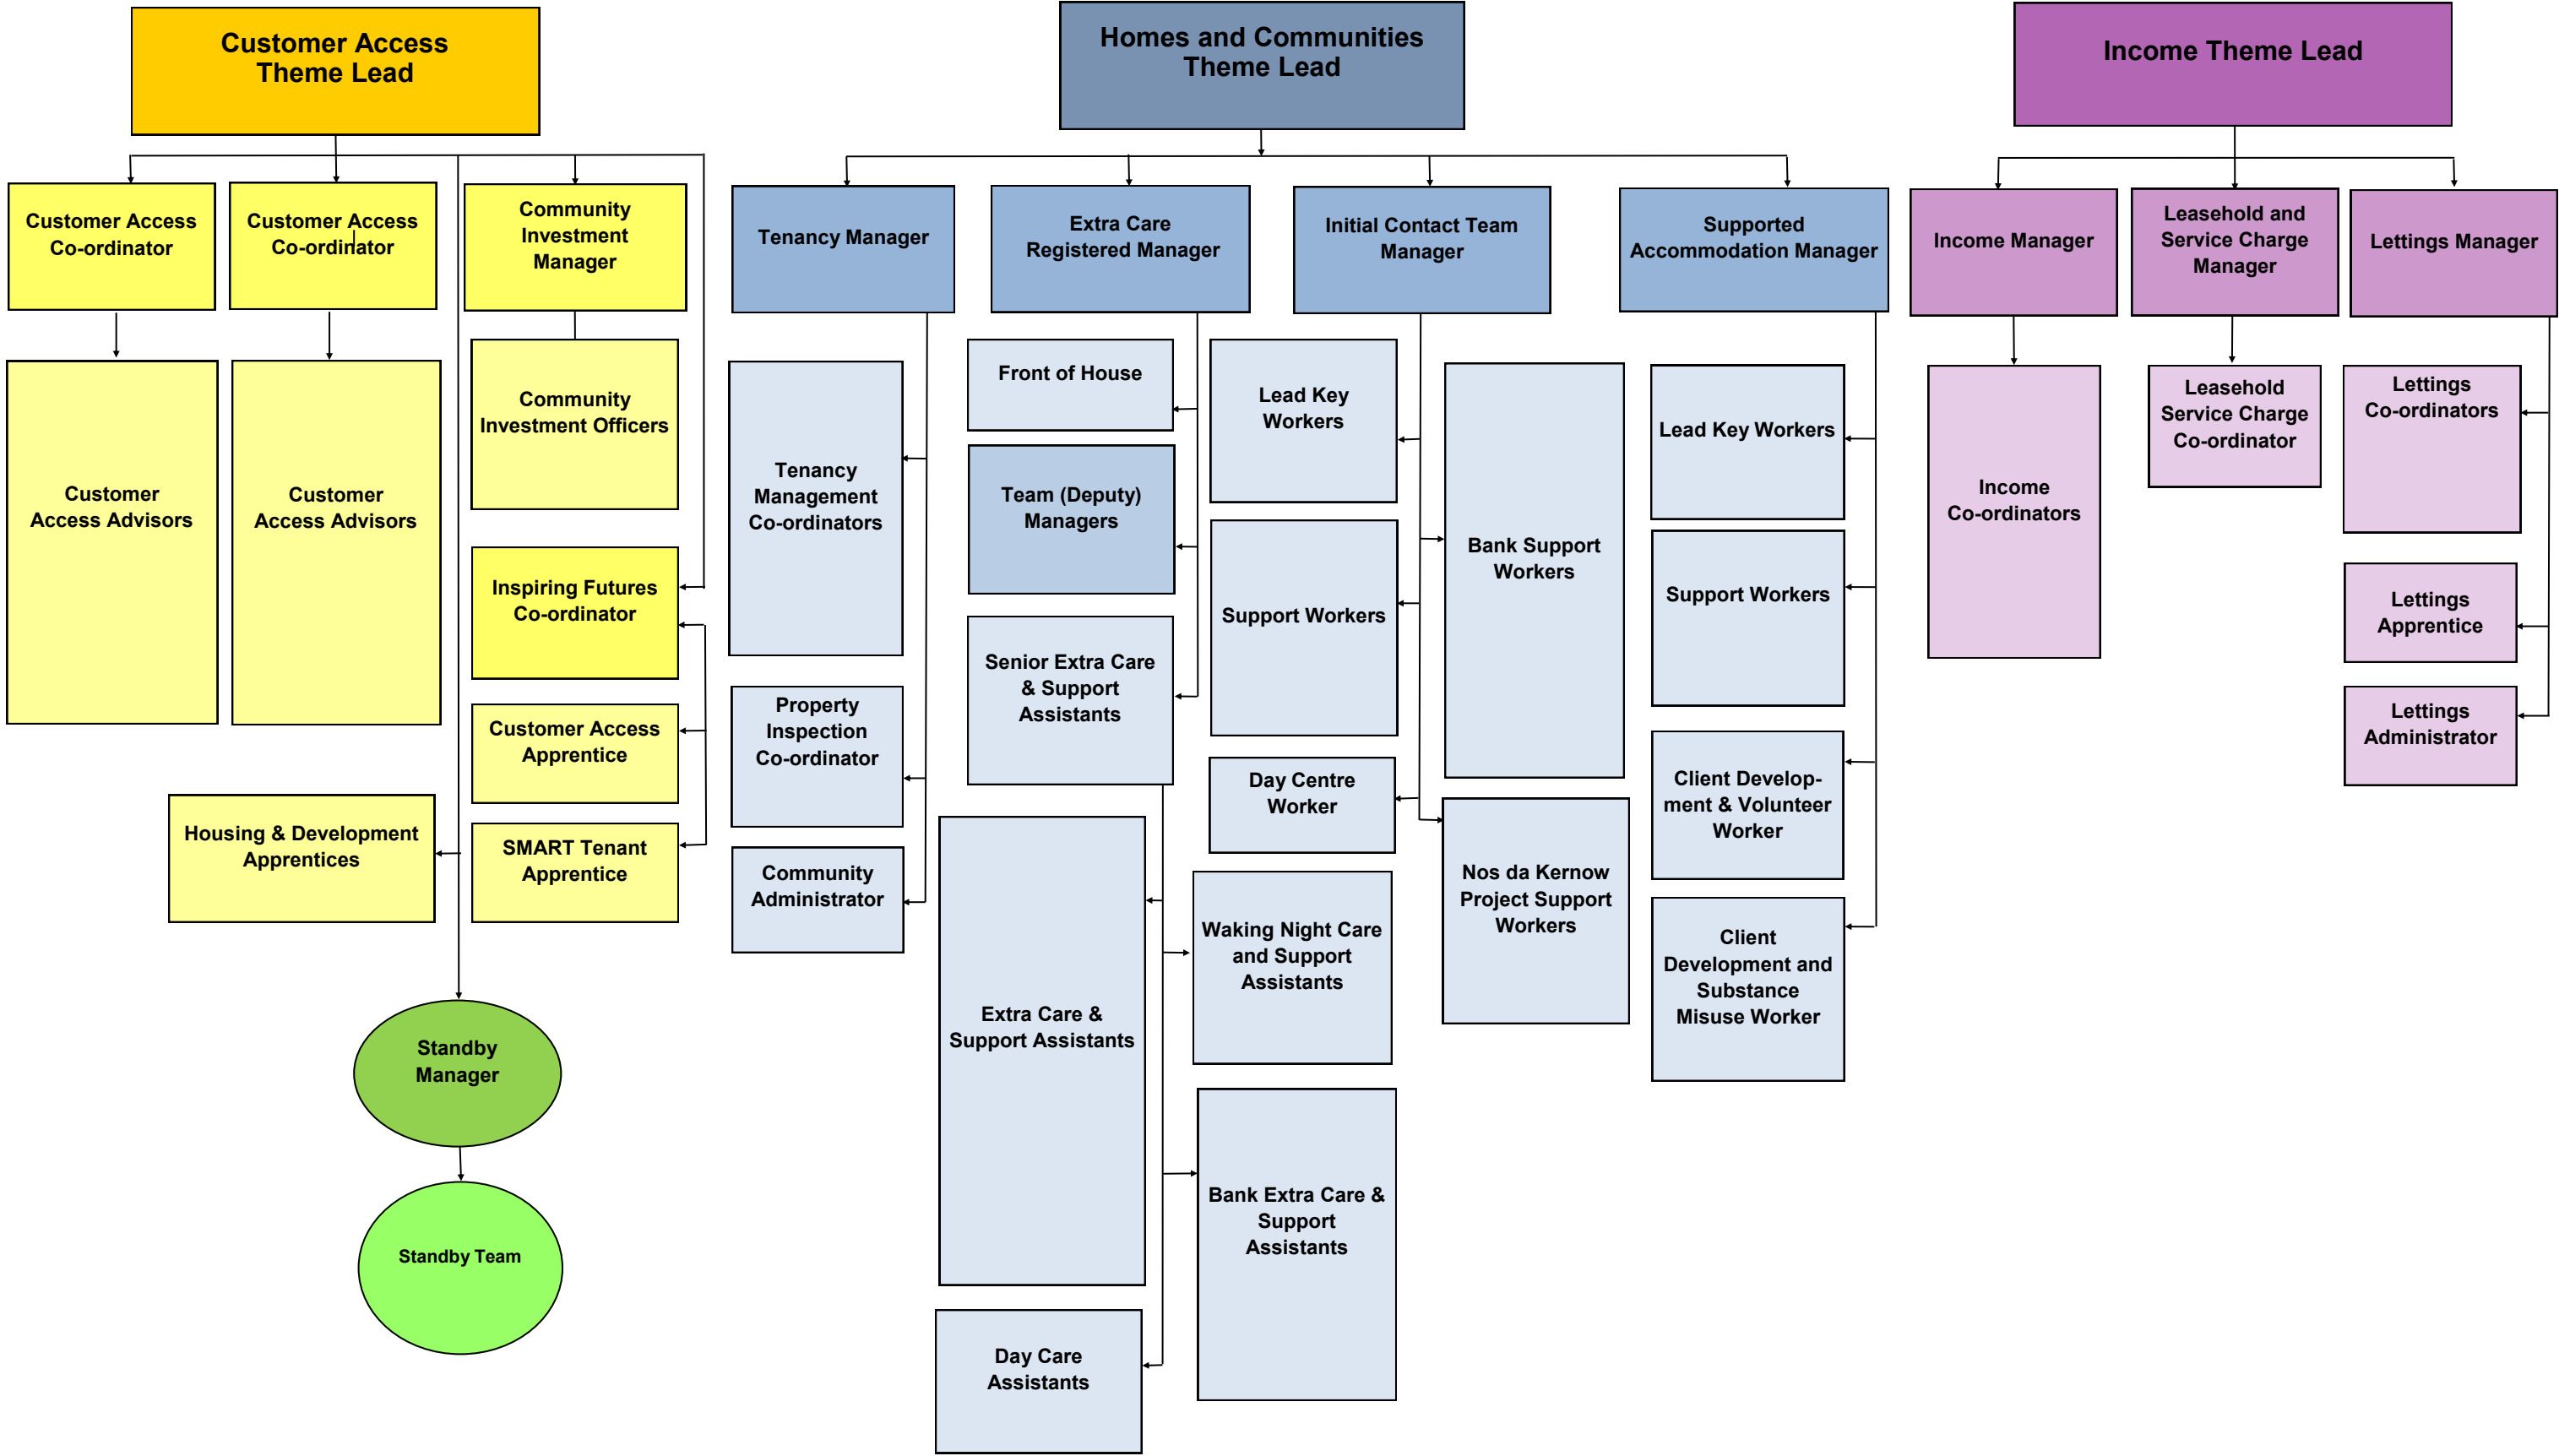 Customer Access
Theme Lead
Homes and Communities
Theme Lead
Income Theme Lead
Customer Access
Co-ordinator
Customer Access
Co-ordinator
Community
Investment
Manager
Tenancy Manager
Extra Care
Registered Manager
Initial Contact Team
Manager
Supported
Accommodation Manager
Income Manager
Leasehold and
Service Charge
Manager
Lettings Manager
Customer
Access Advisors
Customer
Access Advisors
Community
Investment Officers
Inspiring Futures
Co-ordinator
Customer Access
Apprentice
SMART Tenant
Apprentice
Housing & Development
Apprentices
Standby
Manager
Standby Team
Tenancy
Management
Co-ordinators
Property
Inspection
Co-ordinator
Community
Administrator
Front of House
Team (Deputy)
Managers
Senior Extra Care
& Support
Assistants
Extra Care &
Support Assistants
Day Care
Assistants
Waking Night Care
and Support
Assistants
Bank Extra Care &
Support
Assistants
Lead Key
Workers
Support Workers
Day Centre
Worker
Bank Support
Workers
Nos da Kernow
Project Support
Workers
Lead Key Workers
Support Workers
Client Develop-
ment & Volunteer
Worker
Client
Development and
Substance
Misuse Worker
Income
Co-ordinators
Leasehold
Service Charge
Co-ordinator
Lettings
Co-ordinators
Lettings
Apprentice
Lettings
Administrator